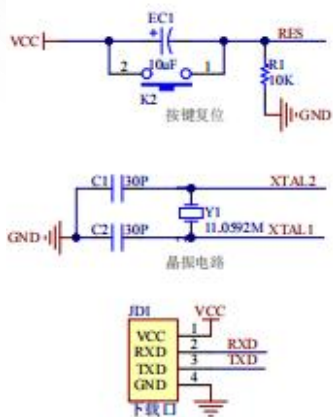 EC1
VCC
RES
10uF
2
1
R1
10K
K2
GND
按键复位
C1
30P
XTAL2
Y1
11.0592M
GND
C2
30P
XTAL1
晶振电路
JD1
VCC
VCC
1
RXD
2
RXD
TXD
3
TXD
GND
4
下载口